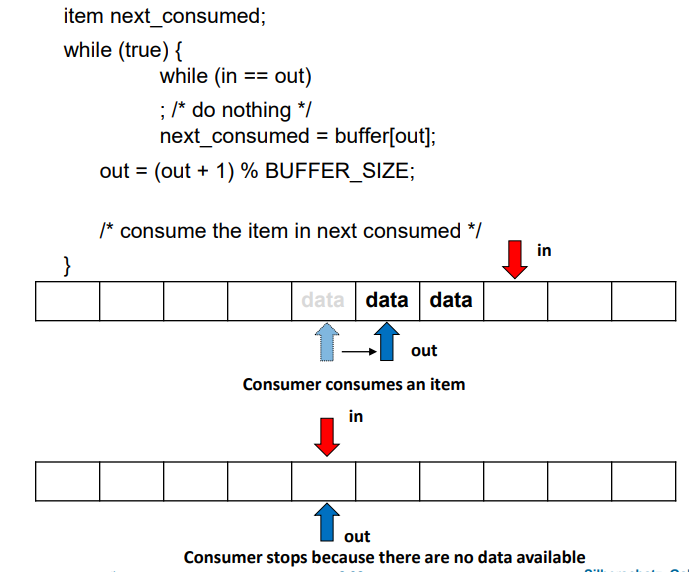 item next_consumed;
while (true) {
while (in == out)
; /* do nothing */
next_consumed = buffer[out];
out = (out + 1) % BUFFER_SIZE;
/* consume the item in next consumed */
in
}
data data data
out
Consumer consumes an item
in
out
Consumer stops because there are no data available